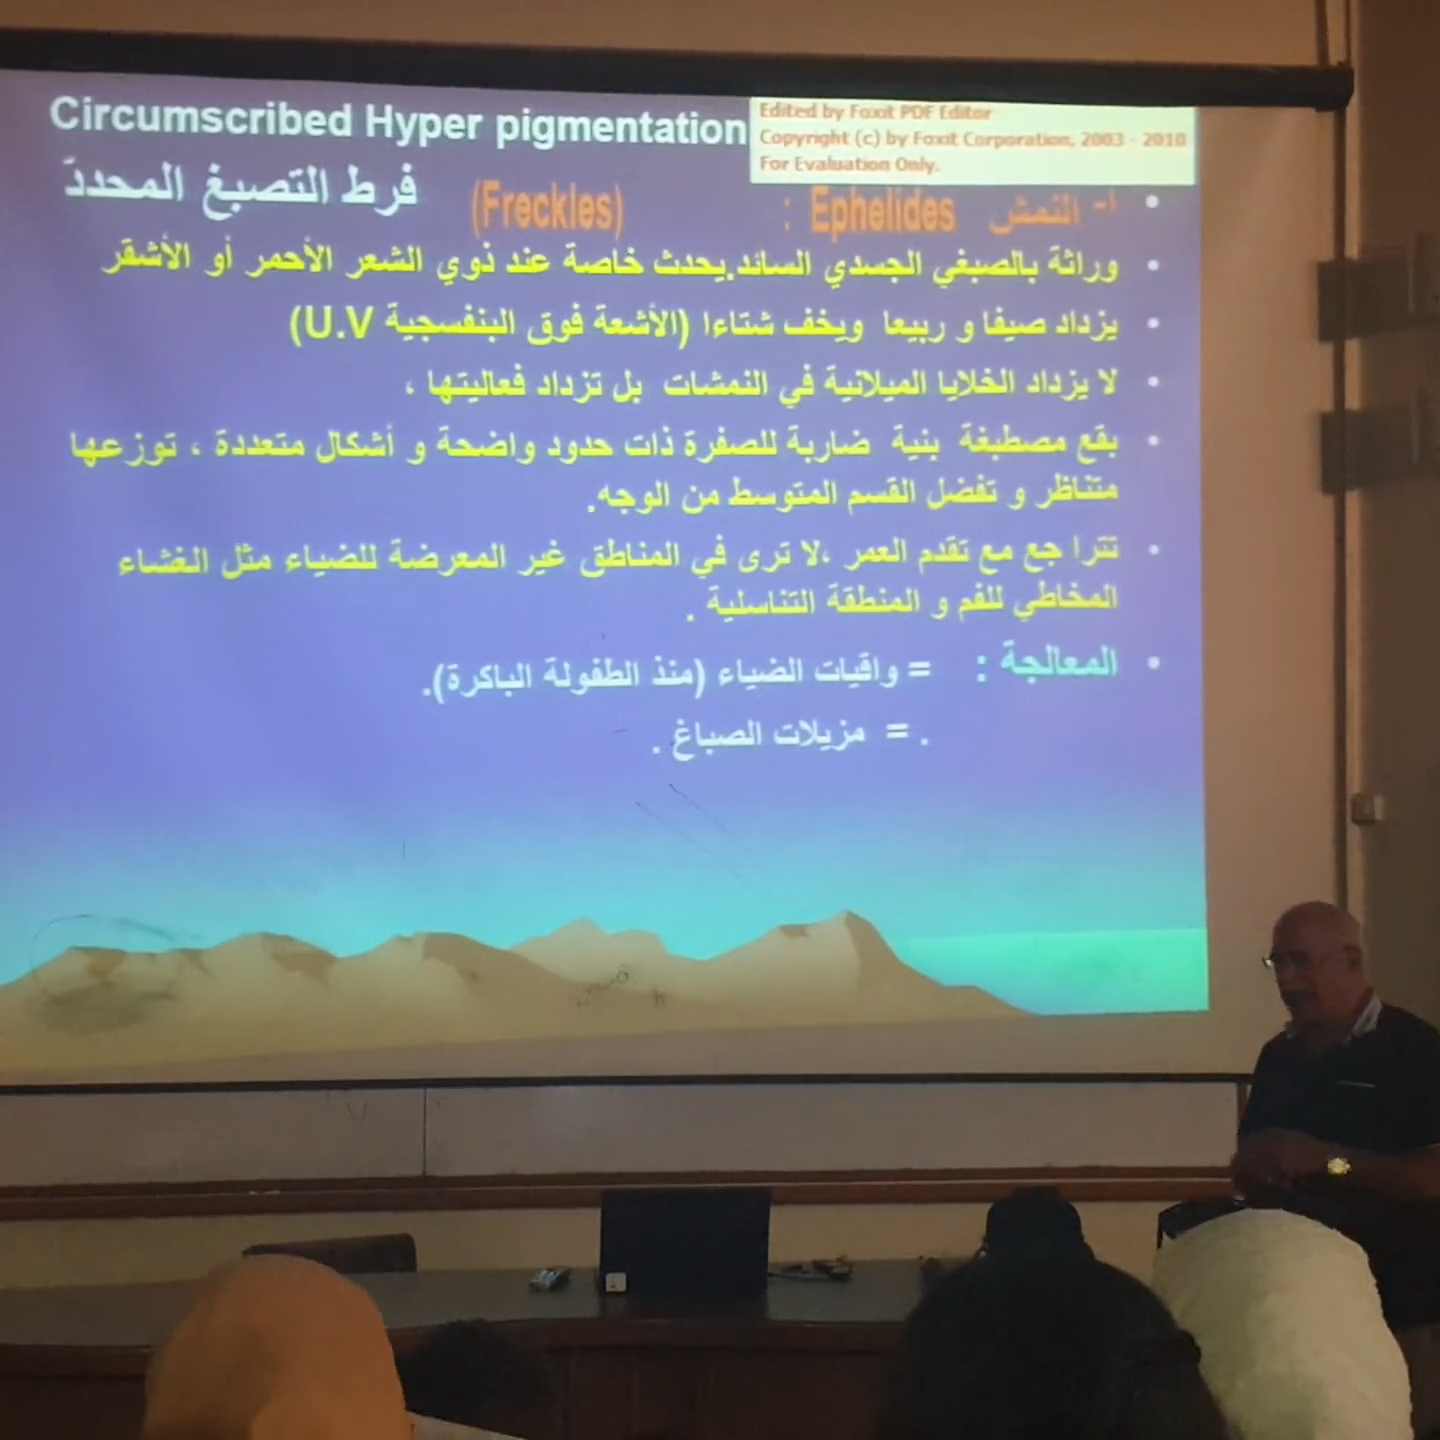 Circumscribed Hyper pigmentation
Edited by Foxit PDF Editor
Copyright (c) by Foxit Corporation, 2003 - 2010
For Evaluation Only.
فرط التصبغ المحددّ
أ- النمش Ephelides : (Freckles)
• وراثة بالصبغي الجسدي السائد.يحدث خاصة عند ذوي الشعر الأحمر أو الأشقر
• يزداد صيفا و ربيعا ويخف شتاءا (الأشعة فوق البنفسجية U.V)
• لا يزداد الخلايا الميلانية في النمشات بل تزداد فعاليتها ،
• بقع مصطبغة بنية ضاربة للصفرة ذات حدود واضحة و أشكال متعددة ، توزعها
متناظر و تفضل القسم المتوسط من الوجه.
• تترا جع مع تقدم العمر ،لا ترى في المناطق غير المعرضة للضياء مثل الغشاء
المخاطي للفم و المنطقة التناسلية .
• المعالجة : = واقيات الضياء (منذ الطفولة الباكرة).
. = مزيلات الصباغ .